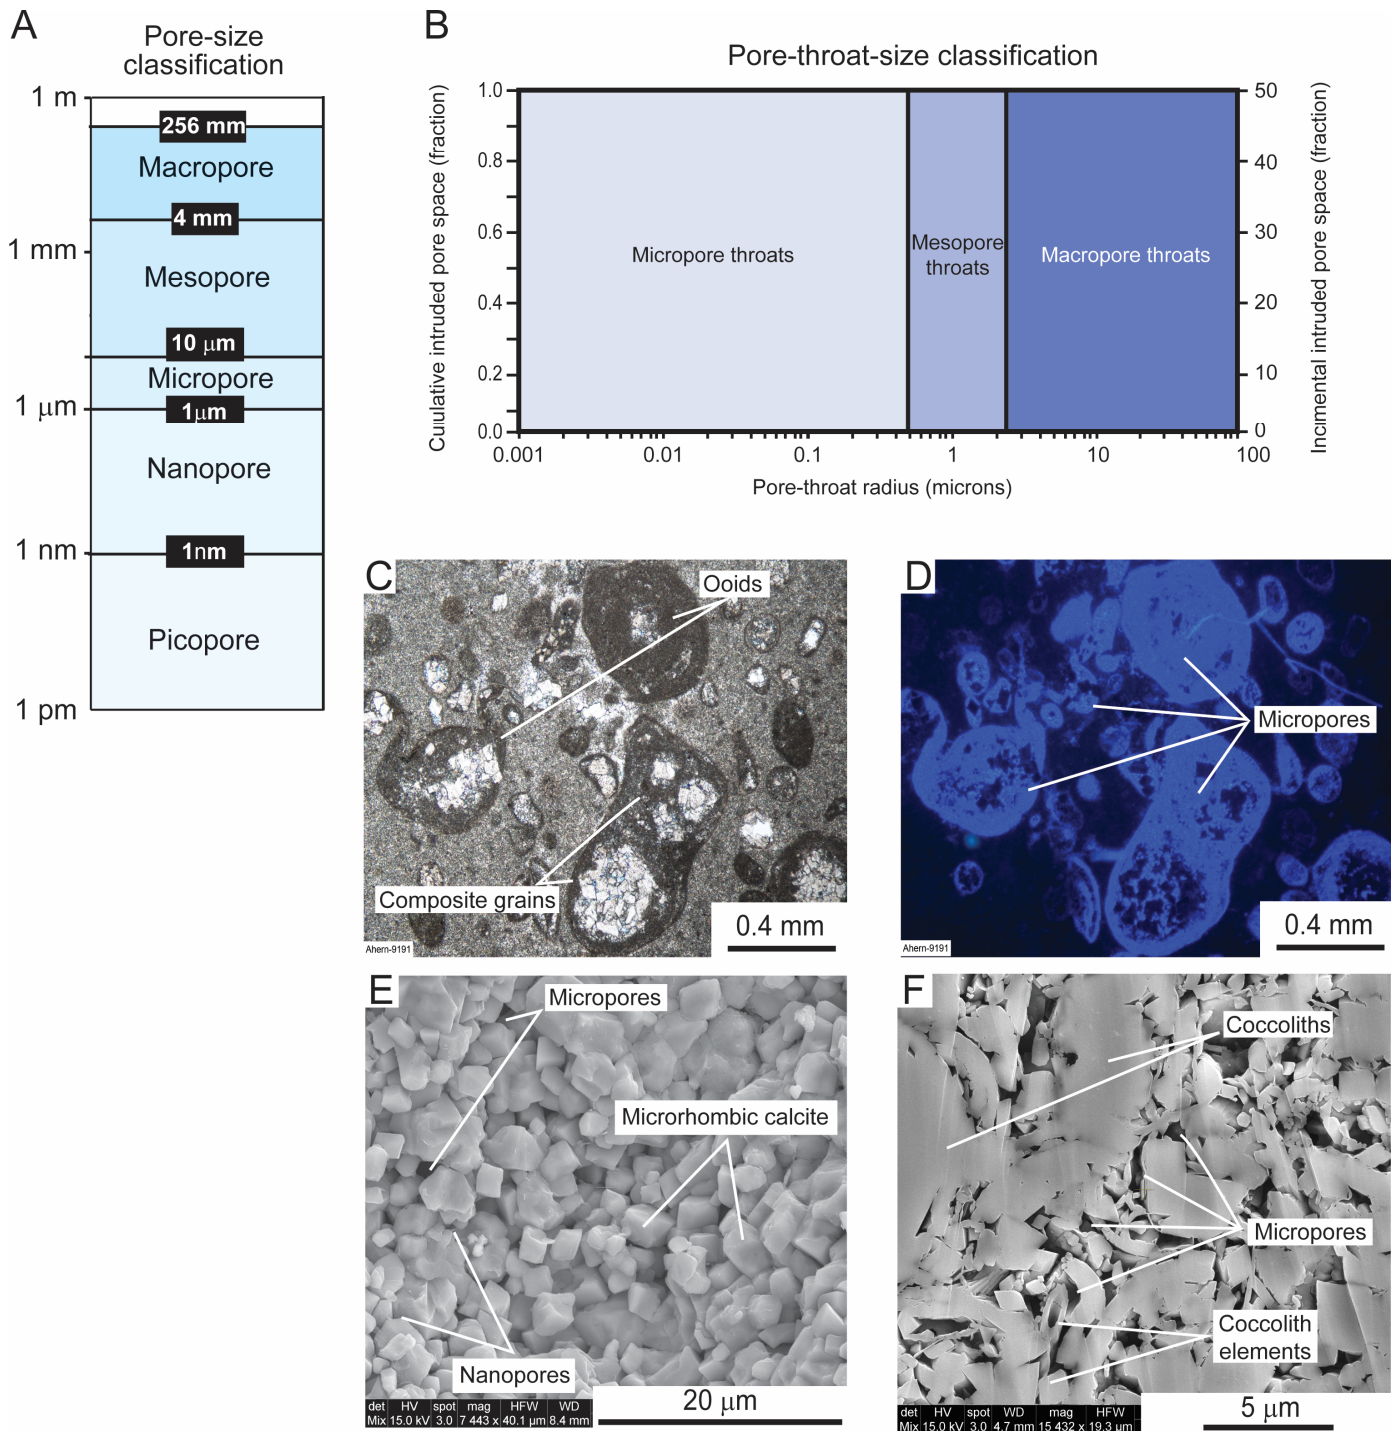 A
Pore-size
classification
1 m
256 mm
Macropore
4 mm
1 mm
Mesopore
10 μm
Micropore
1 μm
1μm
Nanopore
1 nm
1nm
Picopore
1 pm
B
Pore-throat-size classification
Cuıulative intruded pore space (fraction)
1.0
0.8
0.6
0.4
0.2
0.0
Micropore throats
Mesopore
throats
Macropore throats
50
40
30
20
10
0
Incımental intruded pore space (fraction)
0.001
0.01
0.1
1
10
100
Pore-throat radius (microns)
C
Ooids
Composite grains
0.4 mm
Ahern-9191
D
Micropores
0.4 mm
Ahern-9191
E
Micropores
Microrhombic calcite
Nanopores
det HV spot mag HFW WD
Mix 15.0 kV 3.0 7 443 x 40.1 μm 8.4 mm
20 μm
F
Coccoliths
Micropores
Coccolith
elements
det HV spot WD mag HFW
Mix 15.0 kV 3.0 4.7 mm 15 432 x 19.3 μm
5 μm